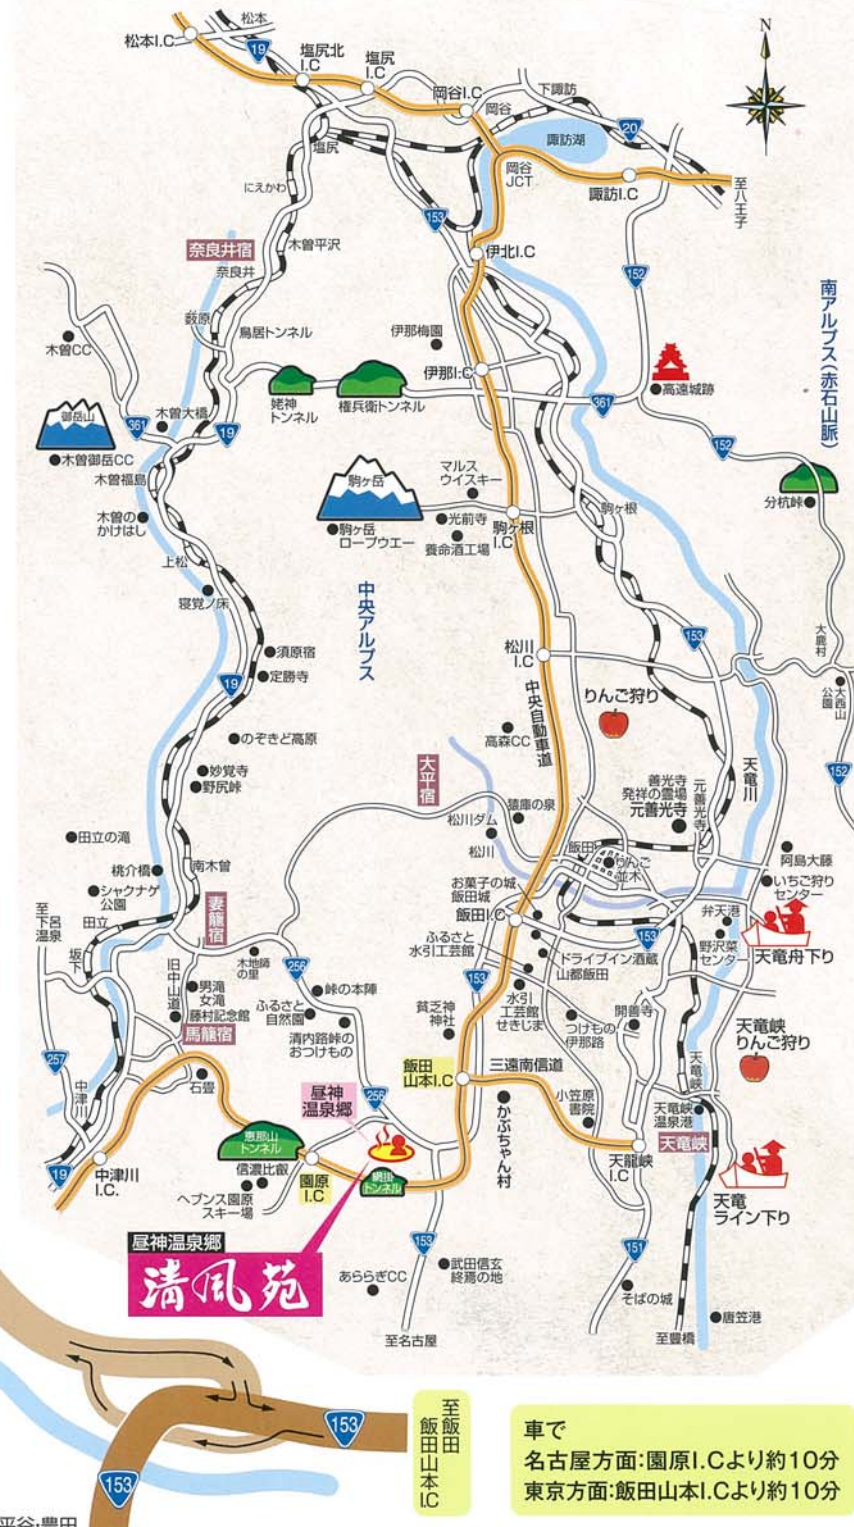 松本
松本I.C
19
塩尻北
I.C
塩尻
I.C
岡谷I.C
岡谷
下諏訪
20
N
諏訪湖
塩尻
岡谷
JCT
諏訪I.C
至八王子
にえかわ
153
木曽平沢
奈良井宿
奈良井
伊北I.C
152
南アルプス(赤石山脈)
藪原
鳥居トンネル
伊那梅園
木曽CC
伊那I.C
姥神
トンネル
権兵衛トンネル
361
高遠城跡
御岳山
361
木曽大橋
19
152
木曽御岳CC
木曽福島
駒ヶ岳
マルス
ウイスキー
分杭峠
木曽の
かけはし
光前寺
駒ヶ根
I.C
駒ヶ根
駒ヶ岳
ロープウエー
養命酒工場
上松
寝覚ノ床
中央アルプス
153
大鹿村
須原宿
松川
I.C
定勝寺
19
大西山
公園
中央自動車道
りんご狩り
のぞきど高原
高森CC
大平宿
天竜川
152
妙覚寺
野尻峠
善光寺
発祥の霊場
元善光寺
元善光寺
猿庫の泉
松川ダム
田立の滝
松川
飯田
りんご
並木
阿島大藤
桃介橋
南木曽
いちご狩り
センター
シャクナゲ
公園
お菓子の城
飯田城
飯田I.C
弁天港
至下呂温泉
田立
妻籠宿
153
野沢菜
センター
天竜舟下り
坂下
ふるさと
水引工芸館
ドライブイン酒蔵
山都飯田
木地師
の里
256
153
旧中山道
男滝
女滝
峠の本陣
水引
工芸館
せきじま
藤村記念館
ふるさと
自然園
貧乏神
神社
つけもの
伊那路
開善寺
天竜峡
りんご狩り
馬籠宿
清内路峠の
おつけもの
257
飯田
山本I.C
三遠南信道
天竜峡
中津川
石畳
昼神
温泉郷
256
小笠原
書院
天竜峡
温泉港
かぶちゃん村
天竜峡
恵那山
トンネル
天龍峡
I.C
19
中津川
I.C.
信濃比叡
園原
I.C
網掛
トンネル
ヘブンス園原
スキー場
天竜
ライン下り
昼神温泉郷
清風苑
153
151
武田信玄
終焉の地
あららぎCC
そばの城
唐笠港
至名古屋
至豊橋
153
至飯田
飯田山本I.C
車で
名古屋方面:園原I.Cより約10分
東京方面:飯田山本I.Cより約10分
153
平谷・豊田